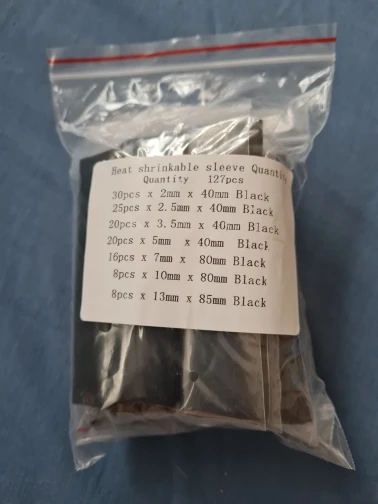 Heat shrinkable sleeve Quantity
Quantity 127pcs
30pcs x 2mm x 40mm Black
25pcs x 2.5mm x 40mm Black
20pcs x 3.5mm x 40mm Black
20pcs x 5mm x 40mm Black
16pcs x 7mm x 80mm Black
8pcs x 10mm x 80mm Black
8pcs x 13mm x 85mm Black